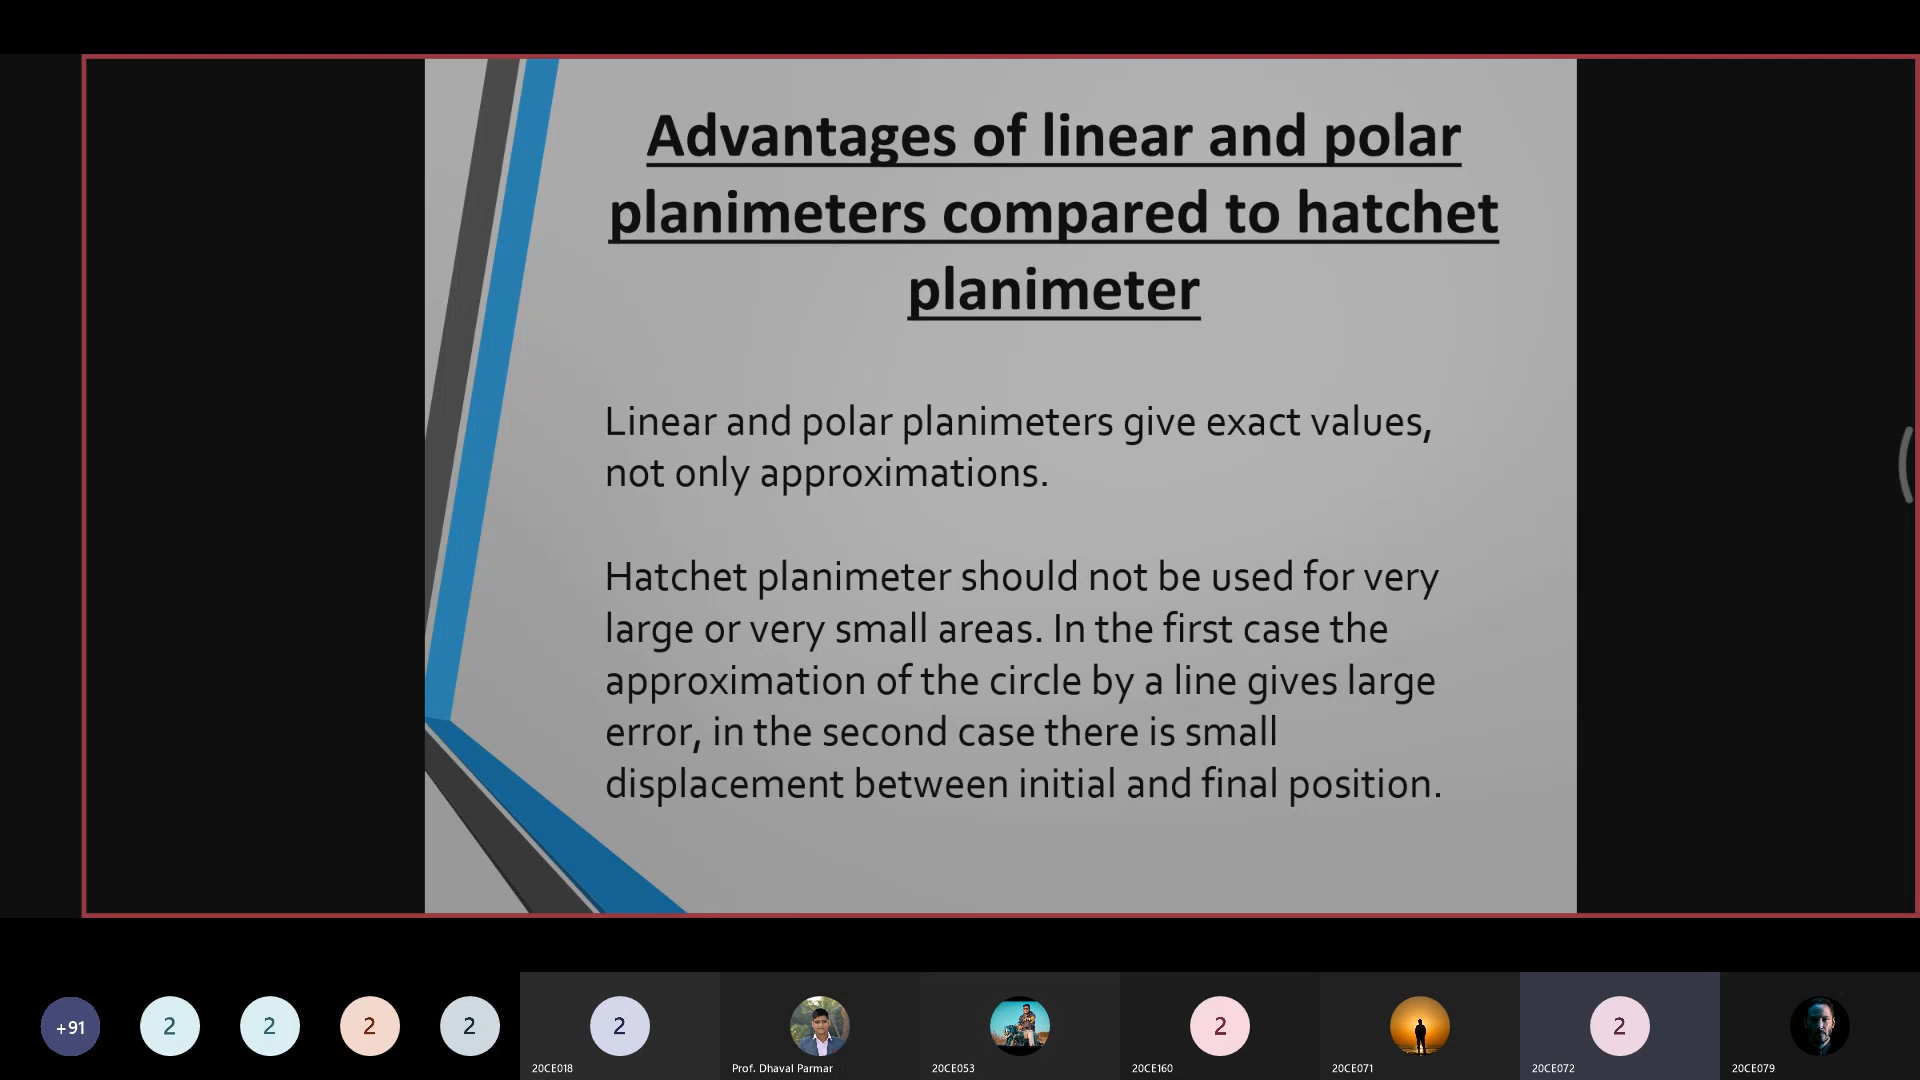 Advantages of linear and polar
planimeters compared to hatchet
planimeter
Linear and polar planimeters give exact values,
not only approximations.
Hatchet planimeter should not be used for very
large or very small areas. In the first case the
approximation of the circle by a line gives large
error, in the second case there is small
displacement between initial and final position.
+91
2
2
2
2
2
2
2
20CE018
Prof. Dhaval Parmar
20CE053
20CE160
20CE071
20CE072
20CE079